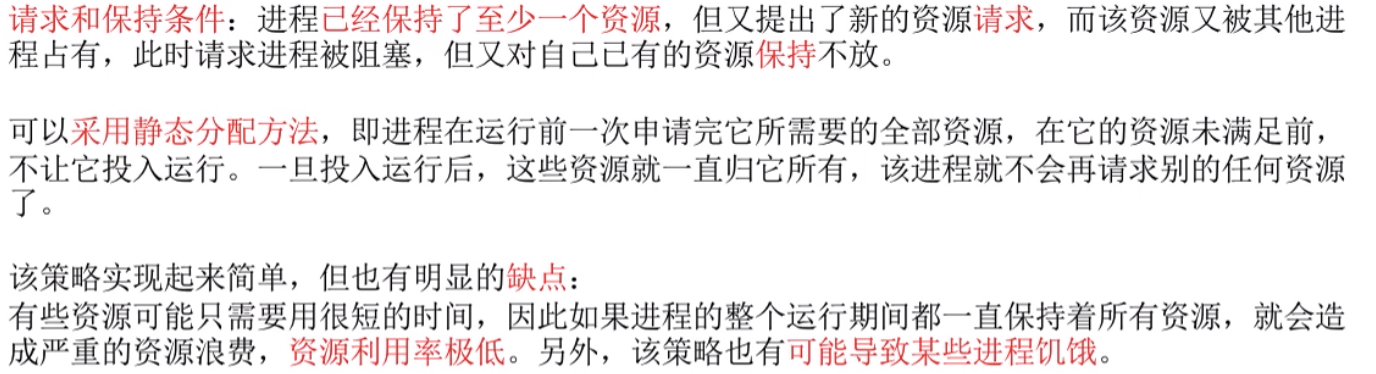 请求和保持条件：进程已经保持了至少一个资源，但又提出了新的资源请求，而该资源又被其他进
程占有，此时请求进程被阻塞，但又对自己已有的资源保持不放。
可以采用静态分配方法，即进程在运行前一次申请完它所需要的全部资源，在它的资源未满足前，
不让它投入运行。一旦投入运行后，这些资源就一直归它所有，该进程就不会再请求别的任何资源
了。
该策略实现起来简单，但也有明显的缺点：
有些资源可能只需要用很短的时间，因此如果进程的整个运行期间都一直保持着所有资源，就会造
成严重的资源浪费，资源利用率极低。另外，该策略也有可能导致某些进程饥饿。